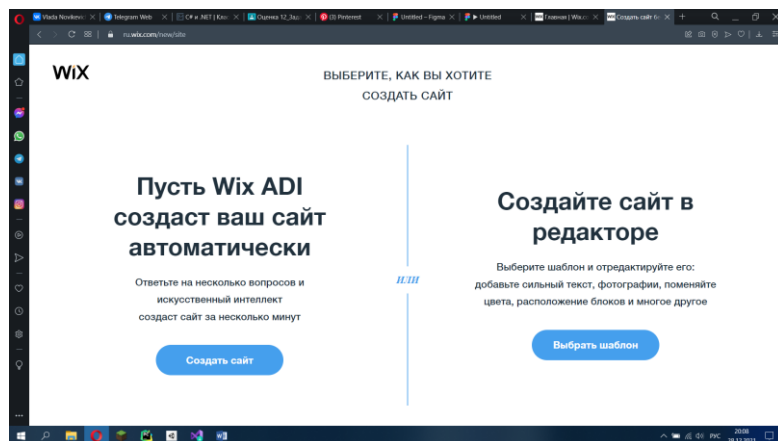 Vlada Novikevi
Telegram Web
C# и .NET | Кла
Оценка 12_Зад
(3) Pinterest
Untitled – Figma
Untitled
Главная | Wix.c
Создать сайт бе
ru.wix.com/new/site
WiX
ВЫБЕРИТЕ, КАК ВЫ ХОТИТЕ
СОЗДАТЬ САЙТ
Пусть Wix ADI
создаст ваш сайт
автоматически
Ответьте на несколько вопросов и
искусственный интеллект
создаст сайт за несколько минут
Создать сайт
ИЛИ
Создайте сайт в
редакторе
Выберите шаблон и отредактируйте его:
добавьте сильный текст, фотографии, поменяйте
цвета, расположение блоков и многое другое
Выбрать шаблон
РУС
20:08